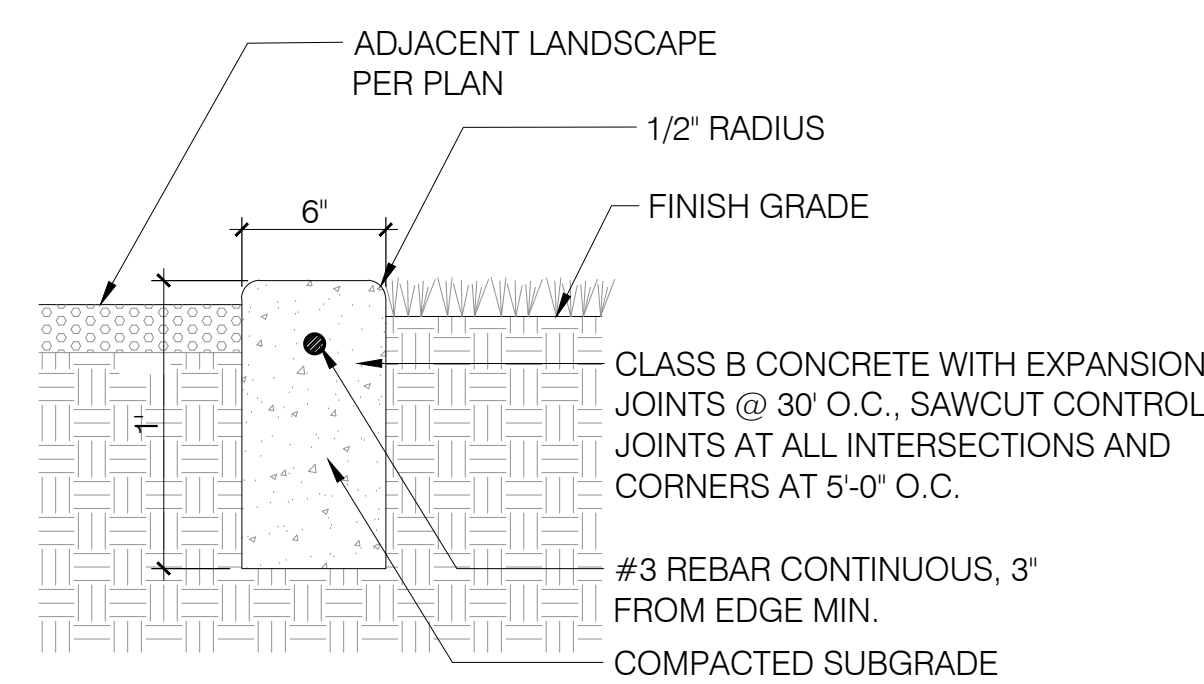 ADJACENT LANDSCAPE
PER PLAN
1/2" RADIUS
6"
FINISH GRADE
1'
CLASS B CONCRETE WITH EXPANSION
JOINTS @ 30' O.C., SAWCUT CONTROL
JOINTS AT ALL INTERSECTIONS AND
CORNERS AT 5'-0" O.C.
#3 REBAR CONTINUOUS, 3"
FROM EDGE MIN.
COMPACTED SUBGRADE